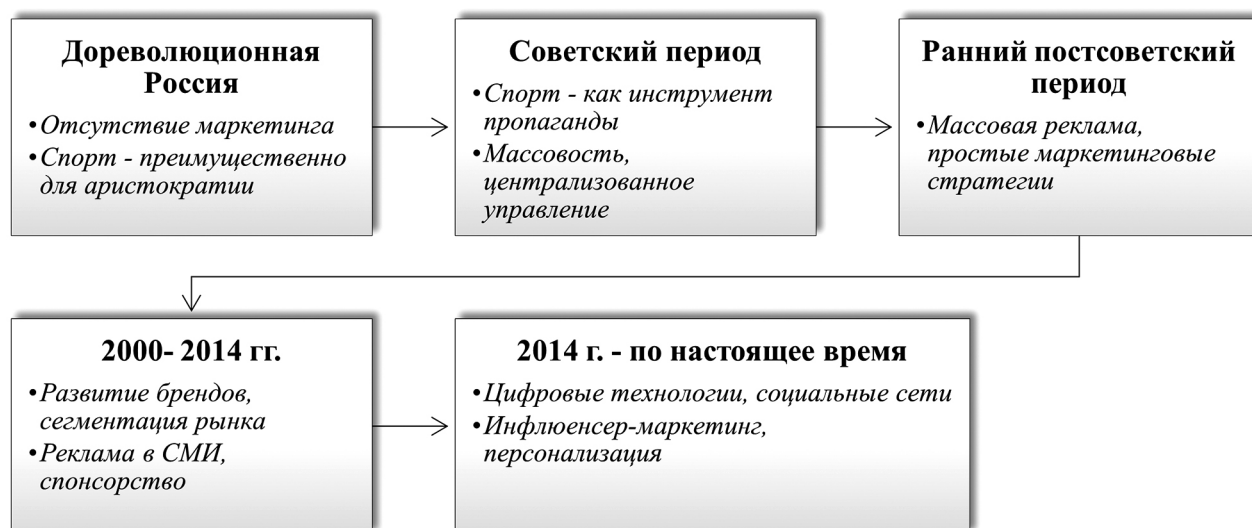 Дореволюционная
Россия
•Отсутствие маркетинга
•Спорт - преимущественно
для аристократии
Советский период
•Спорт - как инструмент
пропаганды
•Массовость,
централизованное
управление
Ранний постсоветский
период
•Массовая реклама,
простые маркетинговые
стратегии
2000- 2014 гг.
•Развитие брендов,
сегментация рынка
•Реклама в СМИ,
спонсорство
2014 г. - по настоящее время
•Цифровые технологии, социальные сети
•Инфлюенсер-маркетинг,
персонализация